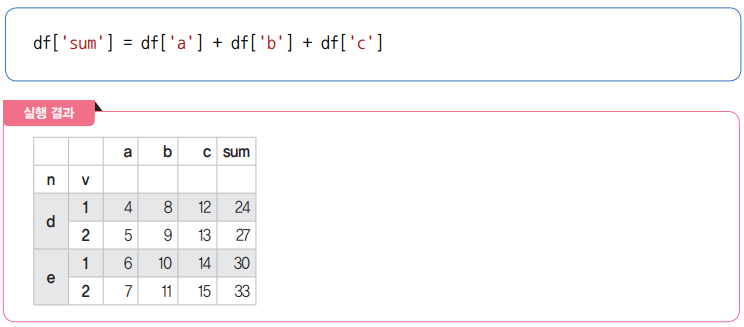 df['sum'] = df['a'] + df['b'] + df['c']
실행 결과
a b c sum
n v
d 1 4 8 12 24
2 5 9 13 27
e 1 6 10 14 30
2 7 11 15 33